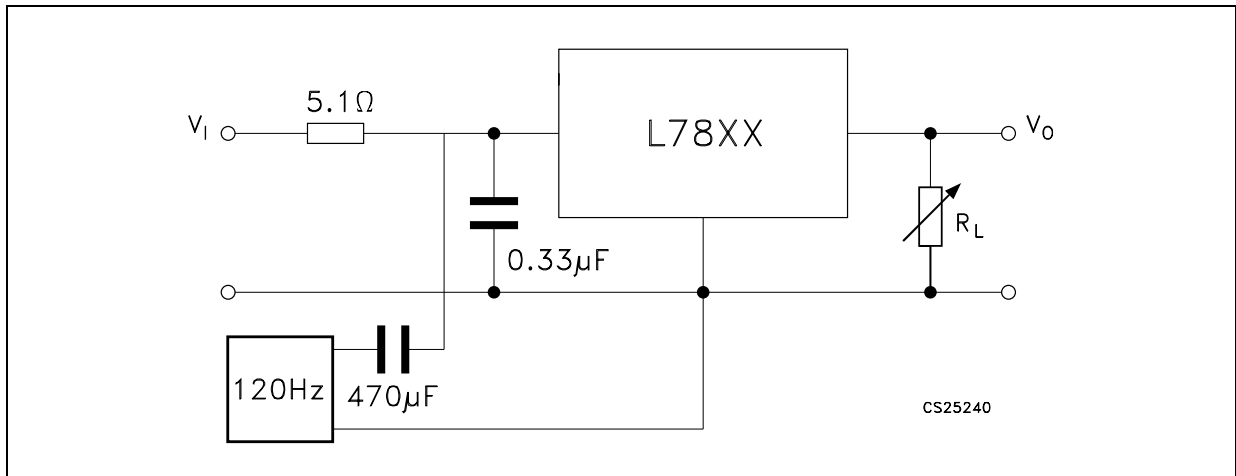 5.1Ω
V_I
L78XX
V_O
R_L
0.33µF
120Hz
470µF
CS25240